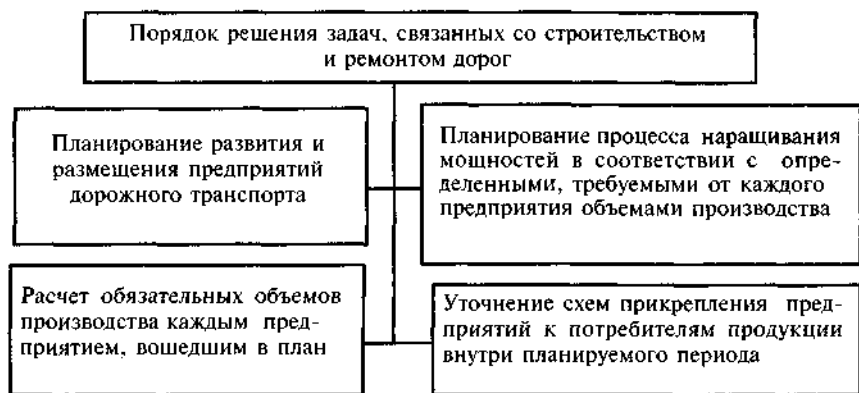 Порядок решения задач, связанных со строительством
и ремонтом дорог
Планирование развития и
размещения предприятий
дорожного транспорта
Планирование процесса наращивания
мощностей в соответствии с опре-
деленными, требуемыми от каждого
предприятия объемами производства
Расчет обязательных объемов
производства каждым пред-
приятием, вошедшим в план
Уточнение схем прикрепления пред-
приятий к потребителям продукции
внутри планируемого периода